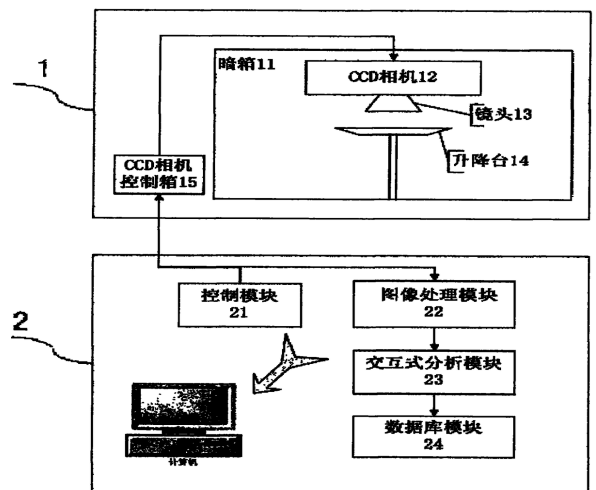 1
暗箱11
CCD相机12
镜头13
升降台14
CCD相机
控制箱15
2
控制模块
21
图像处理模块
22
交互式分析模块
23
数据库模块
24
计算机